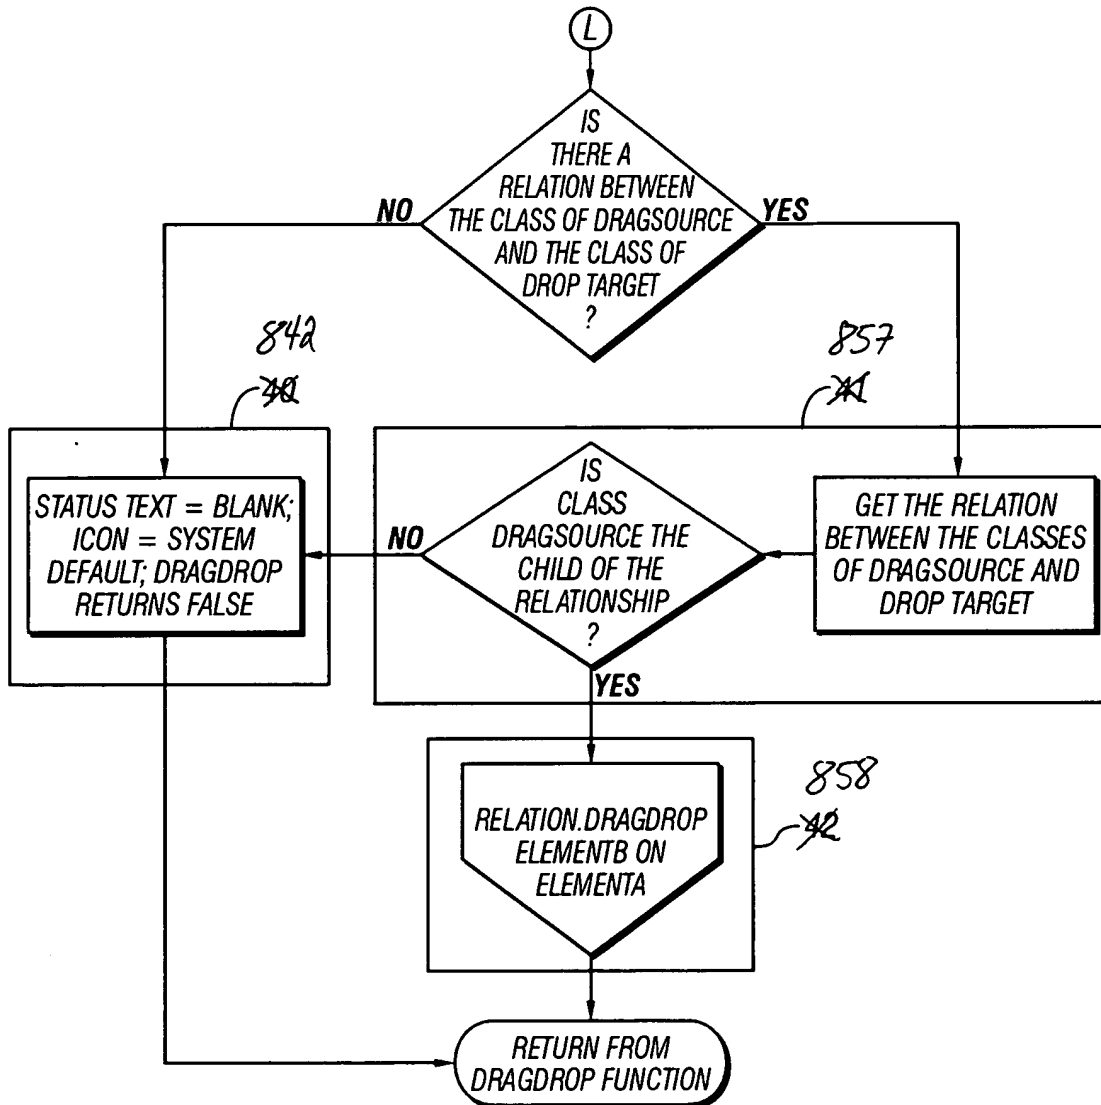 L
IS
THERE A
RELATION BETWEEN
THE CLASS OF DRAGSOURCE
AND THE CLASS OF
DROP TARGET
?
NO
YES
842
40
857
41
STATUS TEXT = BLANK;
ICON = SYSTEM
DEFAULT; DRAGDROP
RETURNS FALSE
NO
IS
CLASS
DRAGSOURCE THE
CHILD OF THE
RELATIONSHIP
?
GET THE RELATION
BETWEEN THE CLASSES
OF DRAGSOURCE AND
DROP TARGET
YES
858
42
RELATION.DRAGDROP
ELEMENTB ON
ELEMENTA
RETURN FROM
DRAGDROP FUNCTION